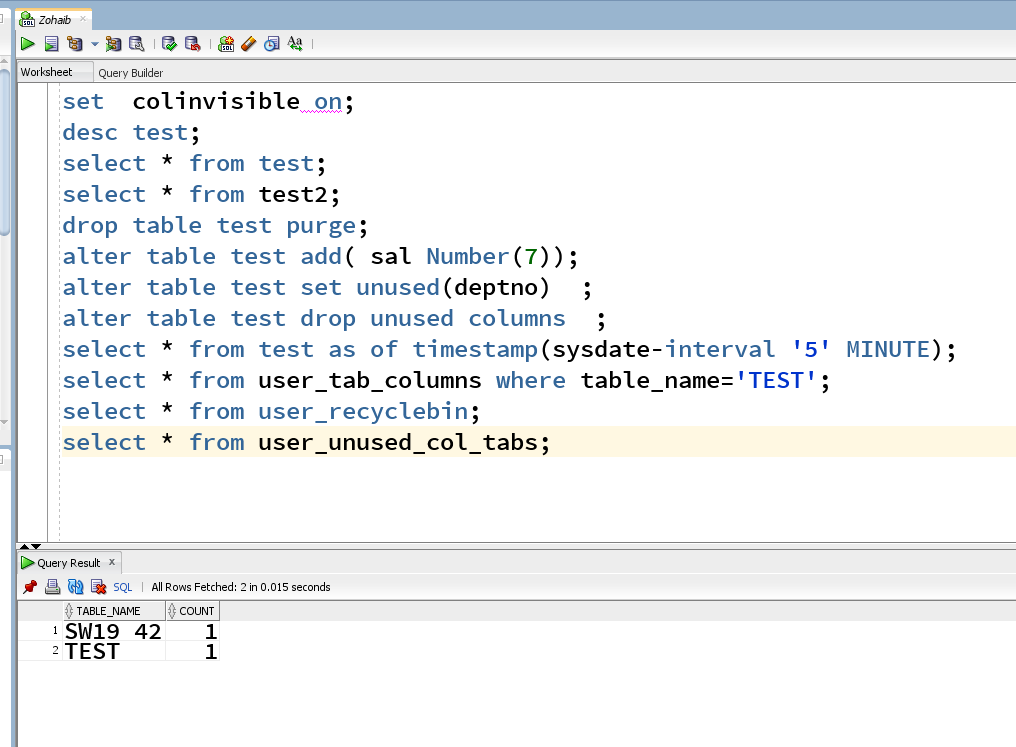 Zohaib
Worksheet Query Builder
set  colinvisible on;
desc test;
select * from test;
select * from test2;
drop table test purge;
alter table test add( sal Number(7));
alter table test set unused(deptno)  ;
alter table test drop unused columns  ;
select * from test as of timestamp(sysdate-interval '5' MINUTE);
select * from user_tab_columns where table_name='TEST';
select * from user_recyclebin;
select * from user_unused_col_tabs;
Query Result x
SQL | All Rows Fetched: 2 in 0.015 seconds
TABLE_NAME COUNT
1 SW19 42 1
2 TEST 1